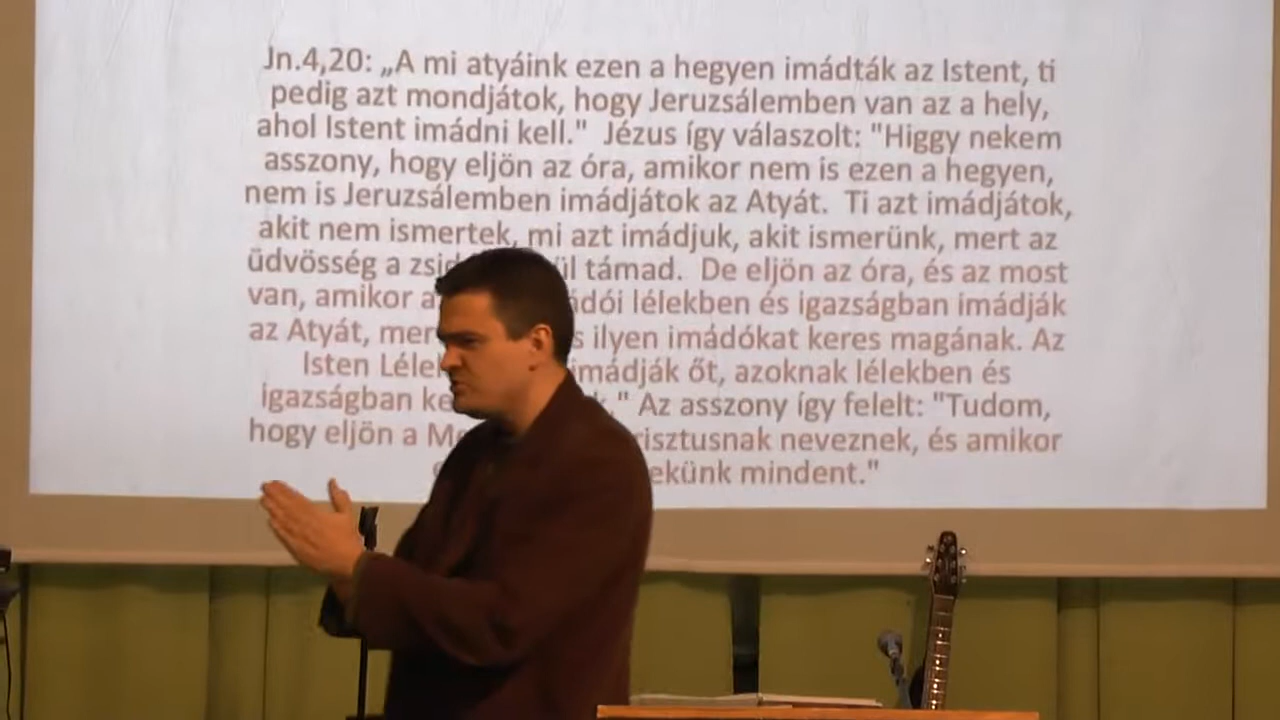 Jn.4,20: „A mi atyáink ezen a hegyen imádták az Istent, ti
pedig azt mondjátok, hogy Jeruzsálemben van az a hely,
ahol Istent imádni kell." Jézus így válaszolt: "Higgy nekem
asszony, hogy eljön az óra, amikor nem is ezen a hegyen,
nem is Jeruzsálemben imádjátok az Atyát. Ti azt imádjátok,
akit nem ismertek, mi azt imádjuk, akit ismerünk, mert az
üdvösség a támad. De eljön az óra, és az most
van, amikor lélekben és igazságban imádják
az Atyát, ilyen imádókat keres magának. Az
Isten imádják őt, azoknak lélekben és
igazságban " Az asszony így felelt: "Tudom,
hogy eljön a neveznek, és amikor
mindent."